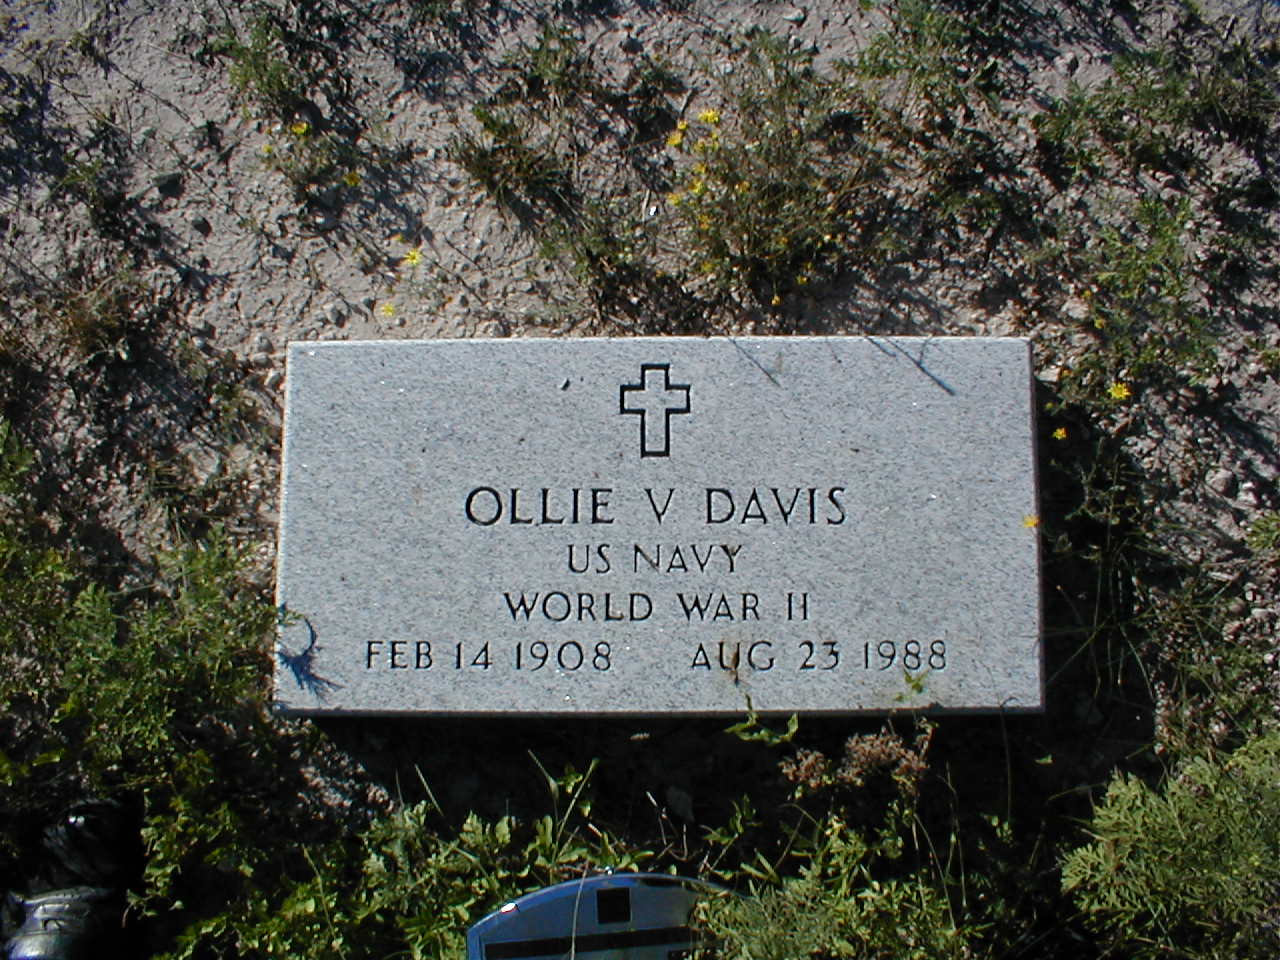 OLLIE V DAVIS
US NAVY
WORLD WAR II
FEB 14 1908 AUG 23 1988